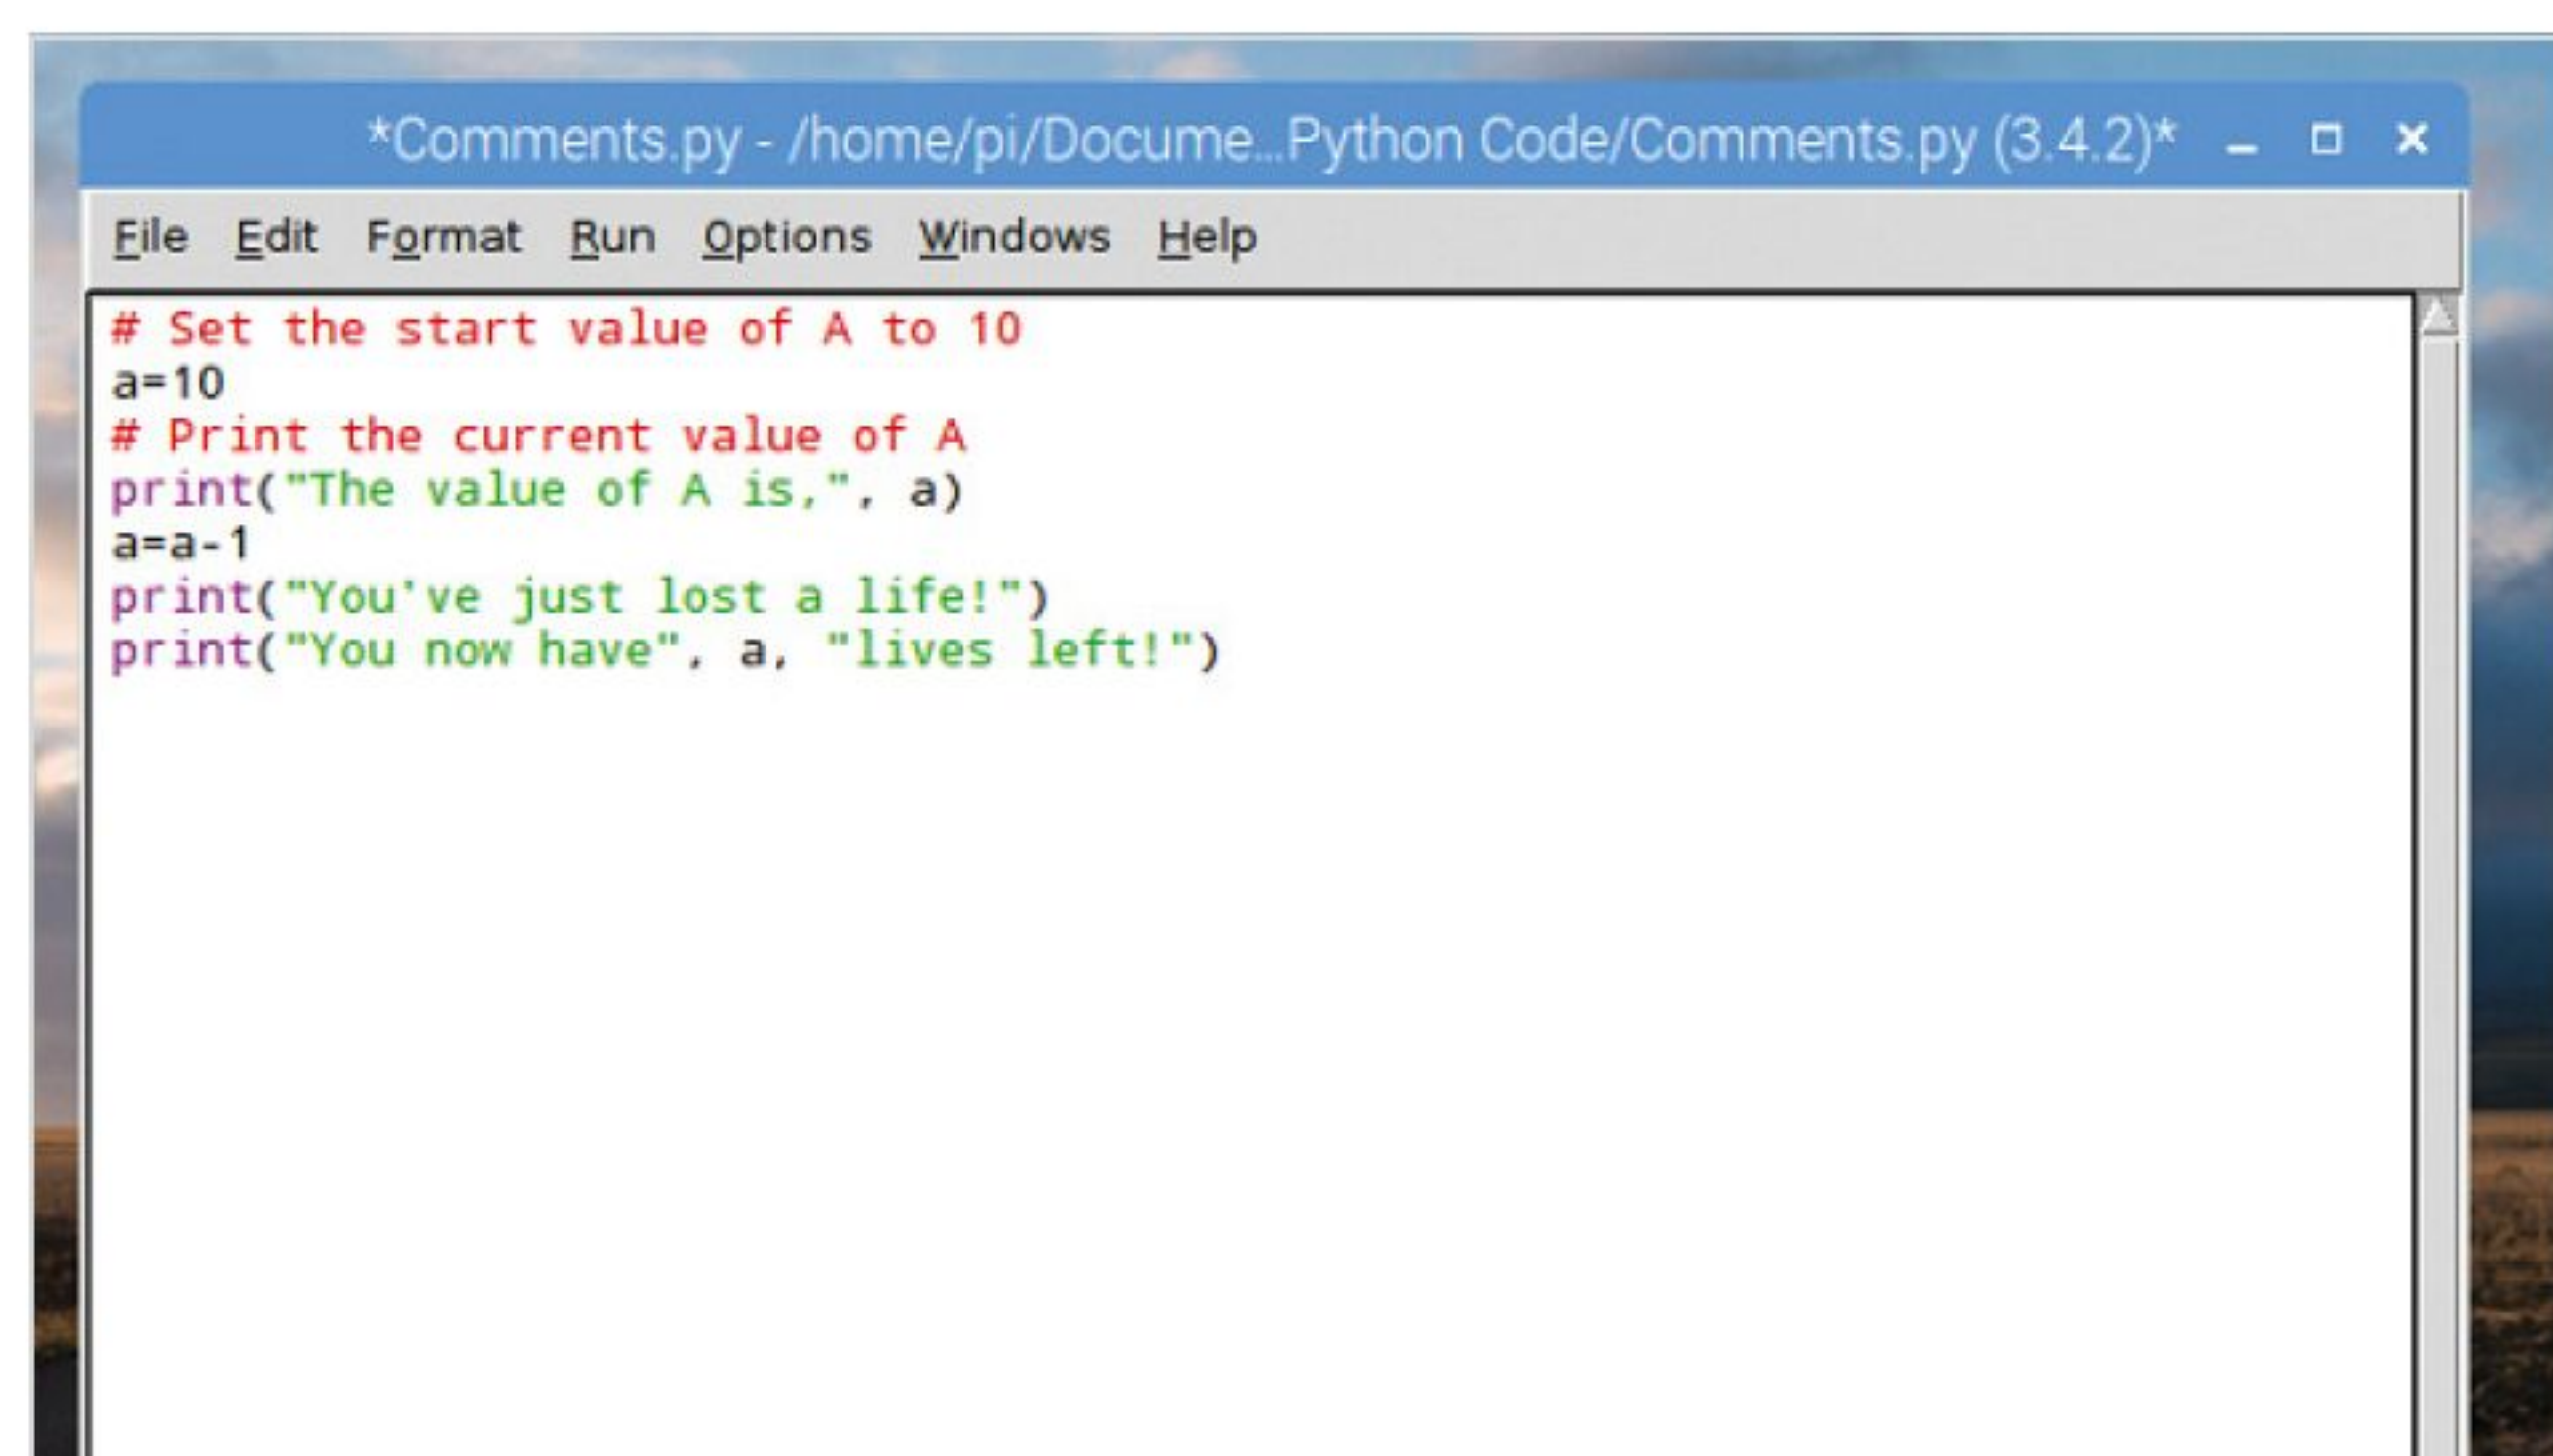 *Comments.py - /home/pi/Docume...Python Code/Comments.py (3.4.2)*
File Edit Format Run Options Windows Help
# Set the start value of A to 10
a=10
# Print the current value of A
print("The value of A is,", a)
a=a-1
print("You've just lost a life!")
print("You now have", a, "lives left!")